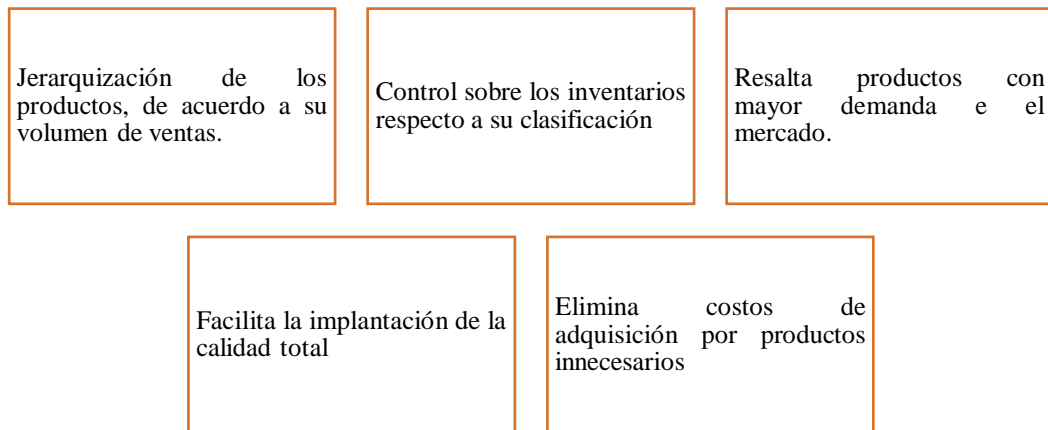 Jerarquización de los
productos, de acuerdo a su
volumen de ventas.
Control sobre los inventarios
respecto a su clasificación
Resalta productos con
mayor demanda e el
mercado.
Facilita la implantación de la
calidad total
Elimina costos de
adquisición por productos
innecesarios